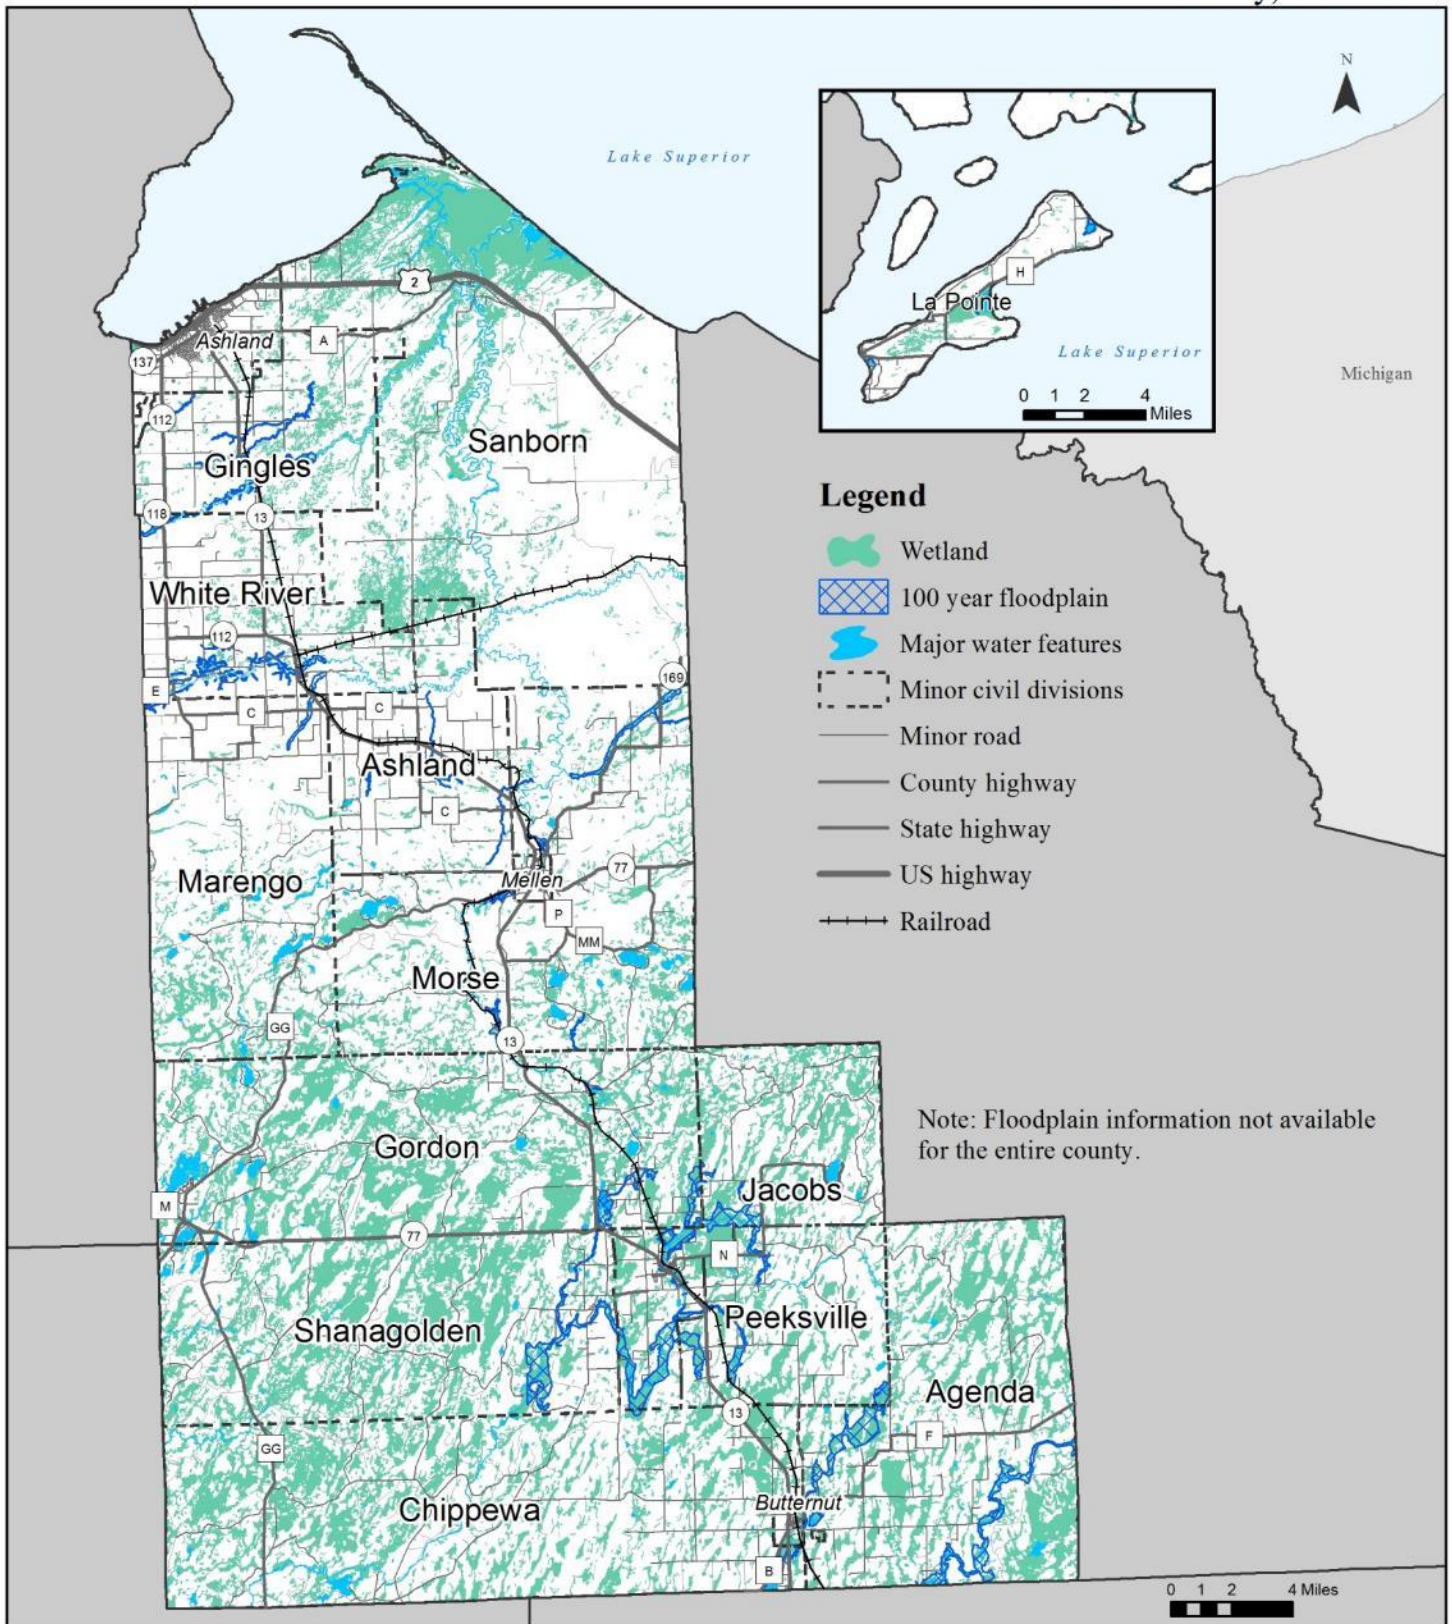 N
Lake Superior
2
H
La Pointe
Lake Superior
0 1 2 4
Miles
Michigan
Ashland
A
137
112
Sanborn
Gingles
118
13
Legend
Wetland
100 year floodplain
Major water features
Minor civil divisions
Minor road
County highway
State highway
US highway
Railroad
White River
112
E
C
C
169
Ashland
C
Marengo
Mellen
77
P
MM
Morse
GG
13
Note: Floodplain information not available
for the entire county.
Gordon
Jacobs
M
77
N
Shanagolden
Peeksville
Agenda
13
F
GG
Chippewa
Butternut
B
0 1 2 4 Miles